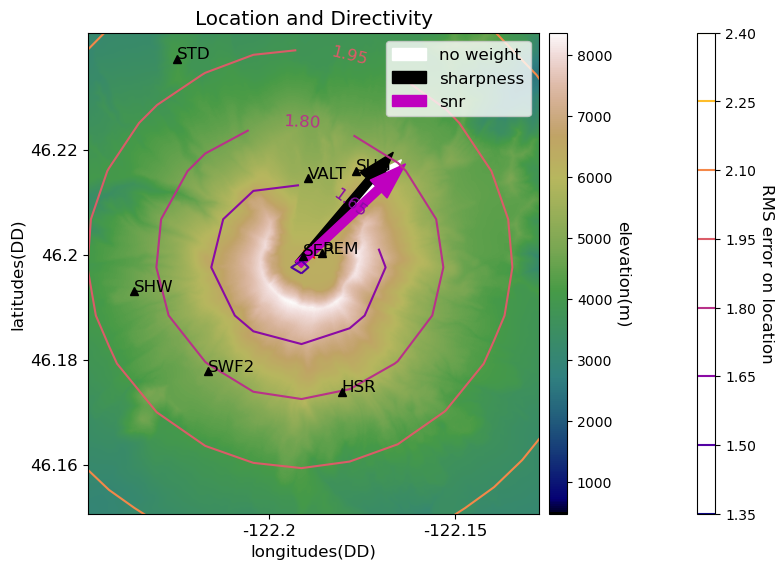 Location and Directivity
no weight
sharpness
snr
STD
1.95
1.80
VALT
SEP
REM
SHW
SWF2
HSR
46.22
46.2
46.18
46.16
latitudes(DD)
-122.2
-122.15
longitudes(DD)
8000
7000
6000
5000
4000
3000
2000
1000
elevation(m)
2.40
2.25
2.10
1.95
1.80
1.65
1.50
1.35
RMS error on location